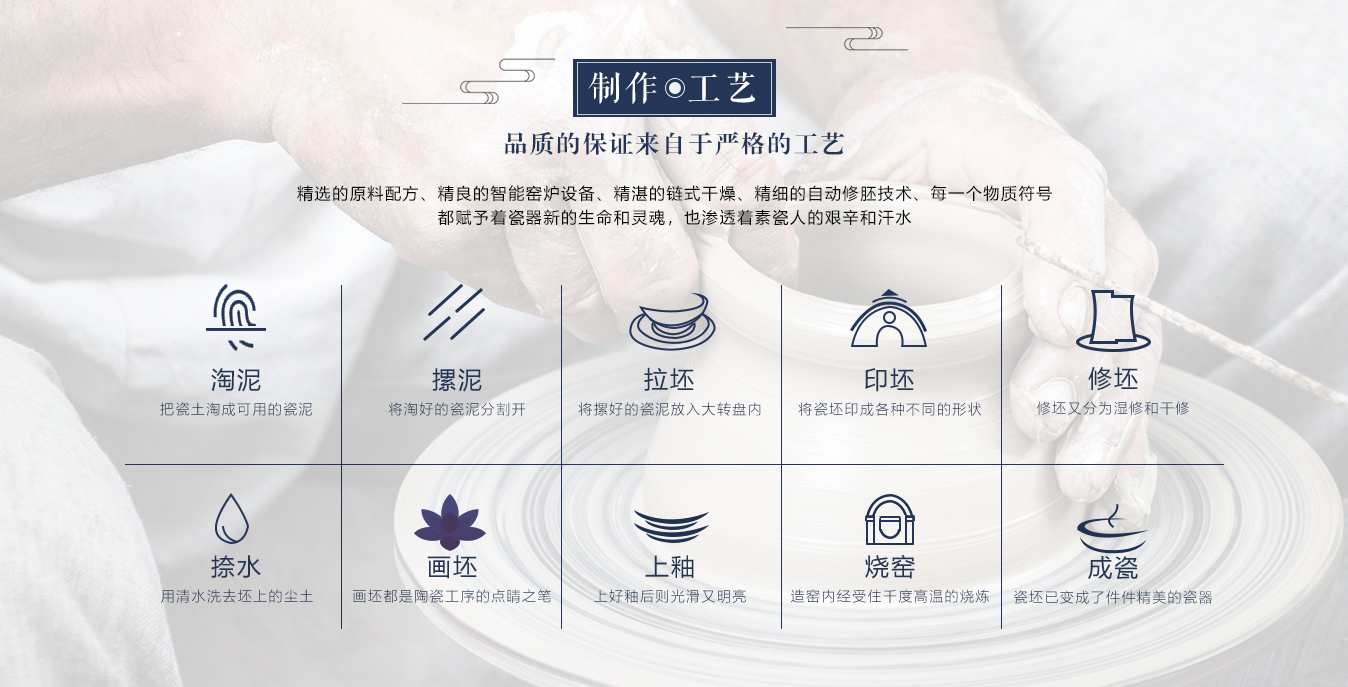 制作◉工艺
品质的保证来自于严格的工艺
精选的原料配方、精良的智能窑炉设备、精湛的链式干燥、精细的自动修胚技术、每一个物质符号
都赋予着瓷器新的生命和灵魂，也渗透着素瓷人的艰辛和汗水
淘泥
把瓷土淘成可用的瓷泥
摞泥
将淘好的瓷泥分割开
拉坯
将摞好的瓷泥放入大转盘内
印坯
将瓷坯印成各种不同的形状
修坯
修坯又分为湿修和干修
捺水
用清水洗去坯上的尘土
画坯
画坯都是陶瓷工序的点睛之笔
上釉
上好釉后则光滑又明亮
烧窑
造窑内经受住千度高温的烧炼
成瓷
瓷坯已变成了件件精美的瓷器